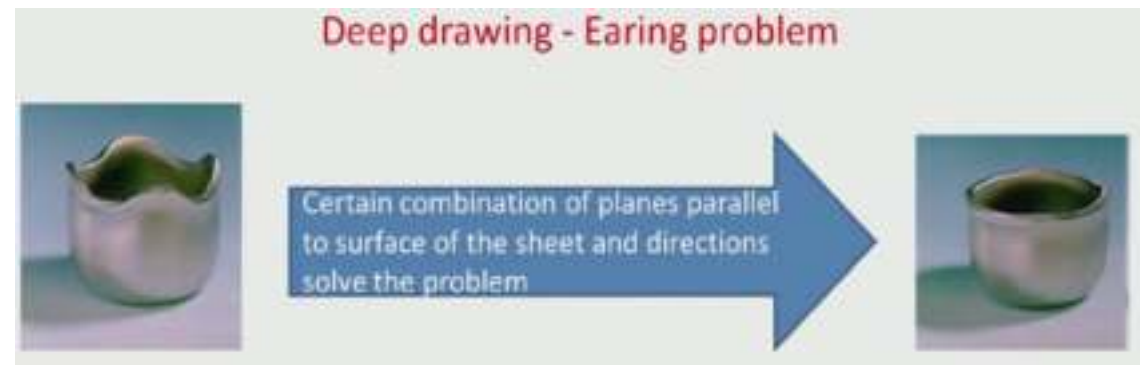 Deep drawing - Earing problem
Certain combination of planes parallel
to surface of the sheet and directions
solve the problem